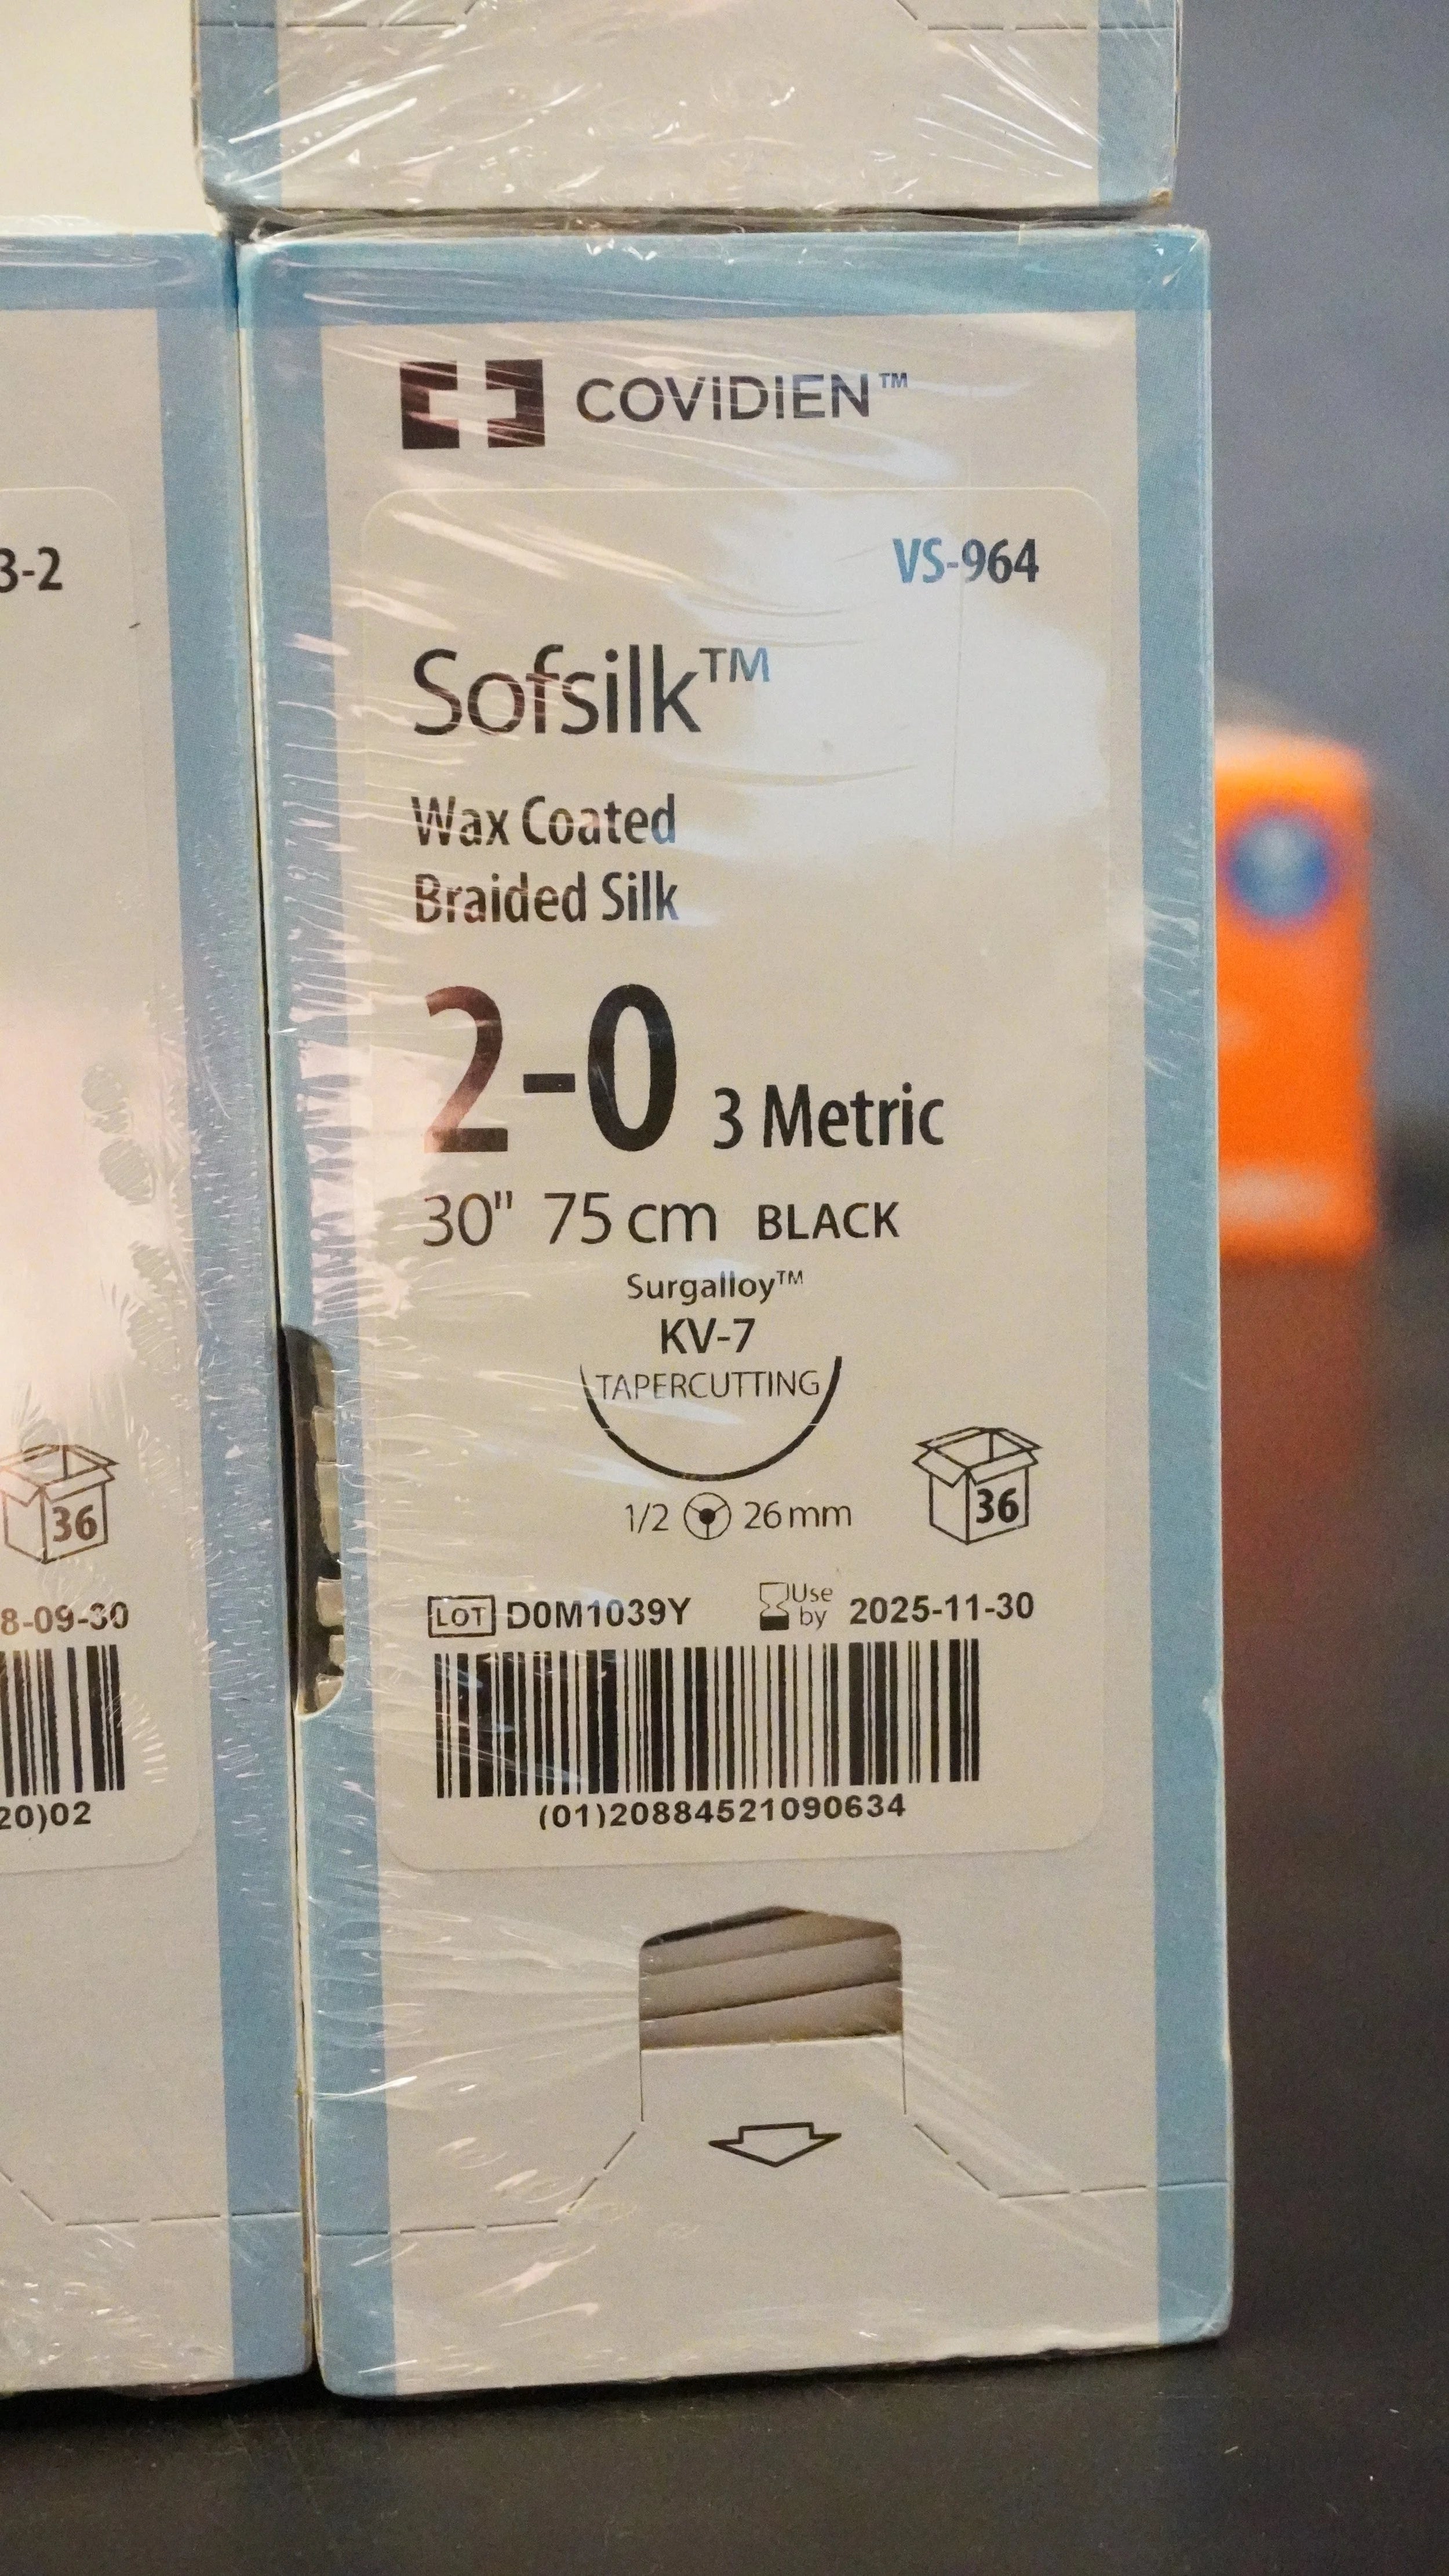 COVIDIEN™
VS-964
Sofsilk™
Wax Coated
Braided Silk
2-0 3 Metric
30" 75 cm BLACK
Surgalloy™
KV-7
TAPERCUTTING
1/2 26 mm
36
LOT D0M1039Y Use by 2025-11-30
(01)20884521090634
3-2
36
8-09-30
20)02